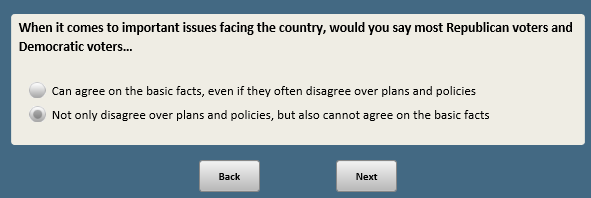 When it comes to important issues facing the country, would you say most Republican voters and
Democratic voters...
Can agree on the basic facts, even if they often disagree over plans and policies
Not only disagree over plans and policies, but also cannot agree on the basic facts
Back
Next